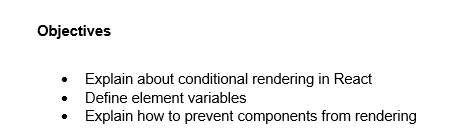 Objectives
• Explain about conditional rendering in React
• Define element variables
• Explain how to prevent components from rendering